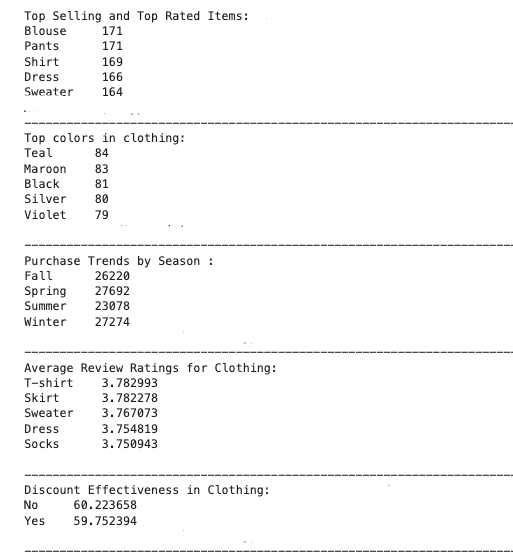 Top Selling and Top Rated Items:
Blouse 171
Pants 171
Shirt 169
Dress 166
Sweater 164
Top colors in clothing:
Teal 84
Maroon 83
Black 81
Silver 80
Violet 79
Purchase Trends by Season :
Fall 26220
Spring 27692
Summer 23078
Winter 27274
Average Review Ratings for Clothing:
T-shirt 3.782993
Skirt 3.782278
Sweater 3.767073
Dress 3.754819
Socks 3.750943
Discount Effectiveness in Clothing:
No 60.223658
Yes 59.752394